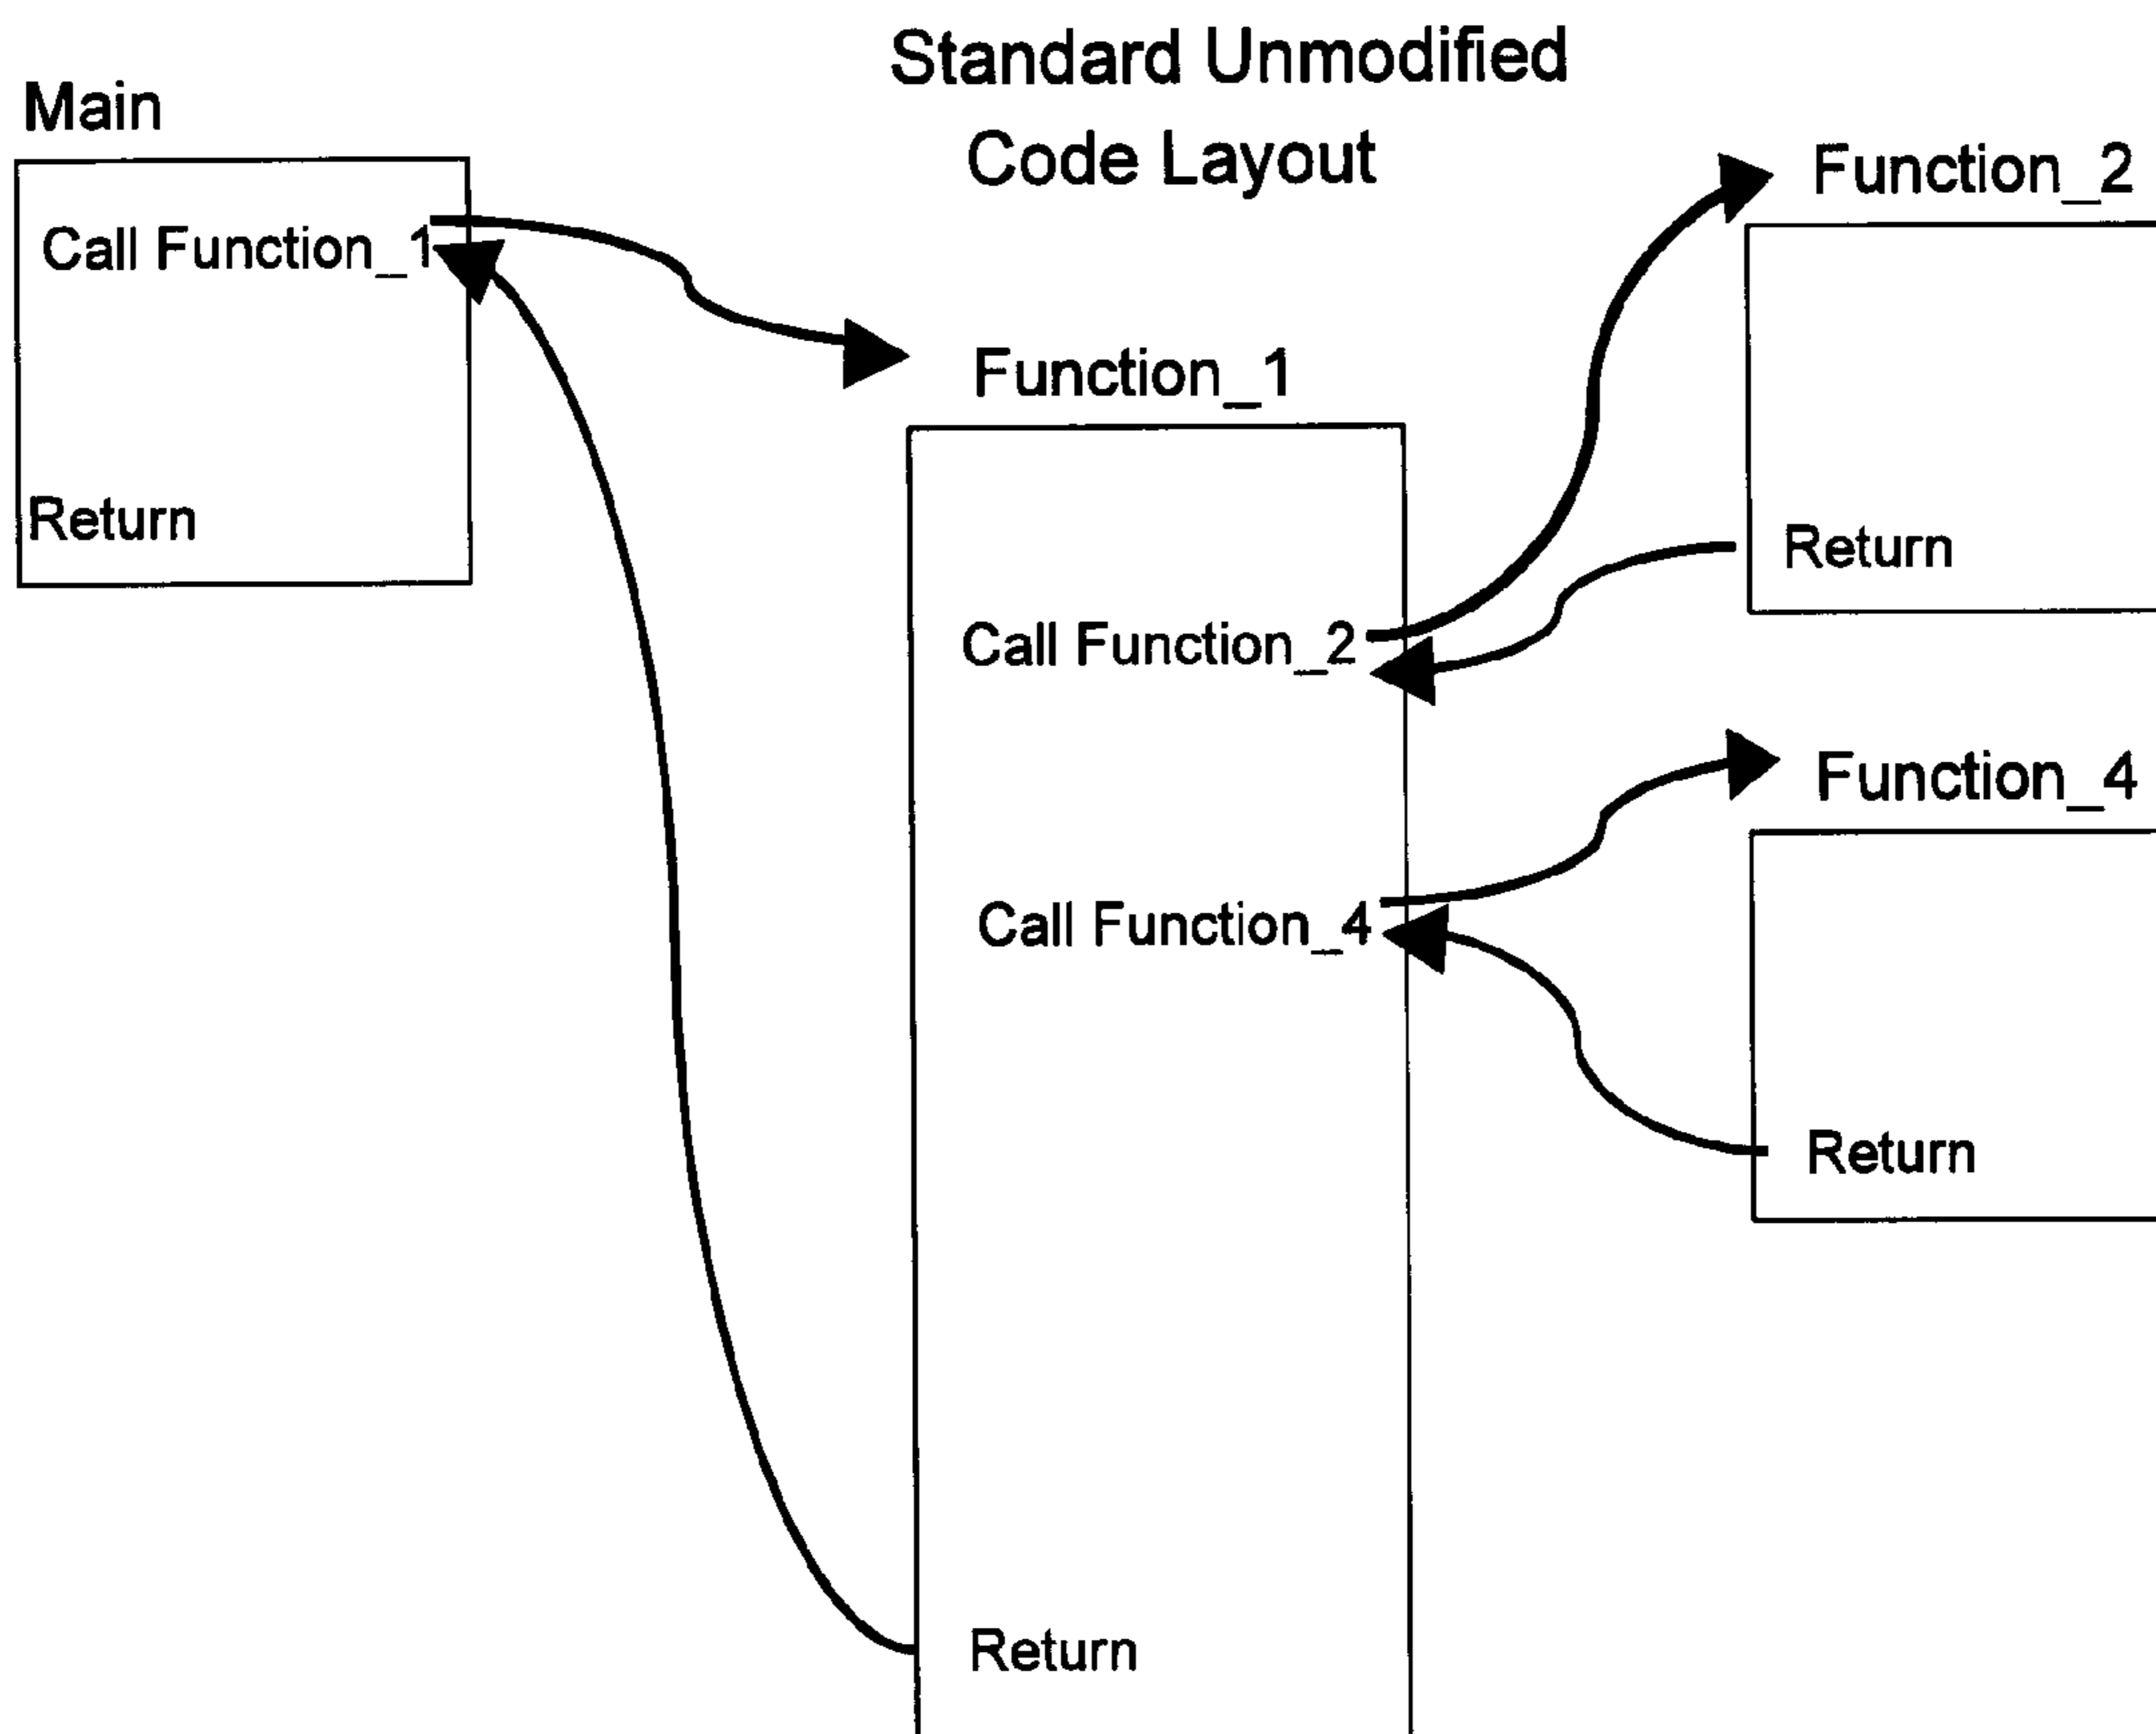 Standard Unmodified
Code Layout
Main
Call Function_1
Return
Function_1
Call Function_2
Call Function_4
Return
Function_2
Return
Function_4
Return